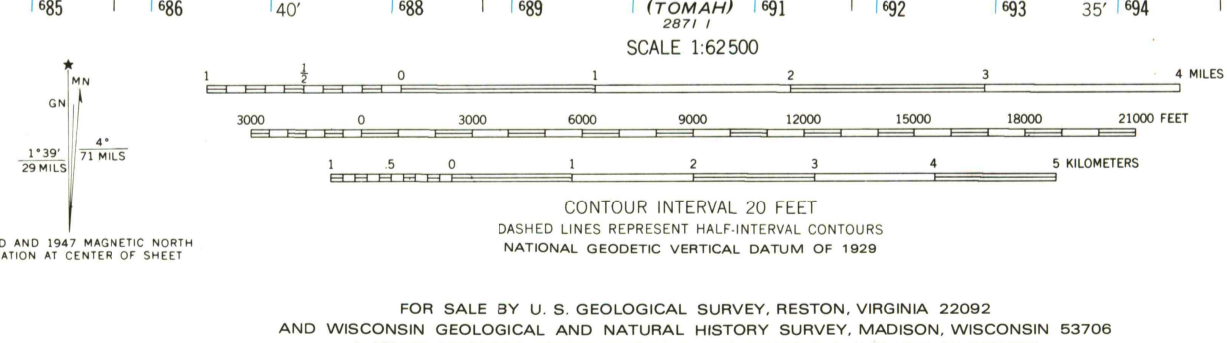 685 686 40′ 688 689 (TOMAH) 691 692 693 35′ 694
2871 I
SCALE 1:62500
1 ½ 0 1 2 3 4 MILES
3000 0 3000 6000 9000 12000 15000 18000 21000 FEET
1 .5 0 1 2 3 4 5 KILOMETERS
★
MN
GN
1°39′ 4°
29 MILS 71 MILS
D AND 1947 MAGNETIC NORTH
ATION AT CENTER OF SHEET
CONTOUR INTERVAL 20 FEET
DASHED LINES REPRESENT HALF-INTERVAL CONTOURS
NATIONAL GEODETIC VERTICAL DATUM OF 1929
FOR SALE BY U. S. GEOLOGICAL SURVEY, RESTON, VIRGINIA 22092
AND WISCONSIN GEOLOGICAL AND NATURAL HISTORY SURVEY, MADISON, WISCONSIN 53706